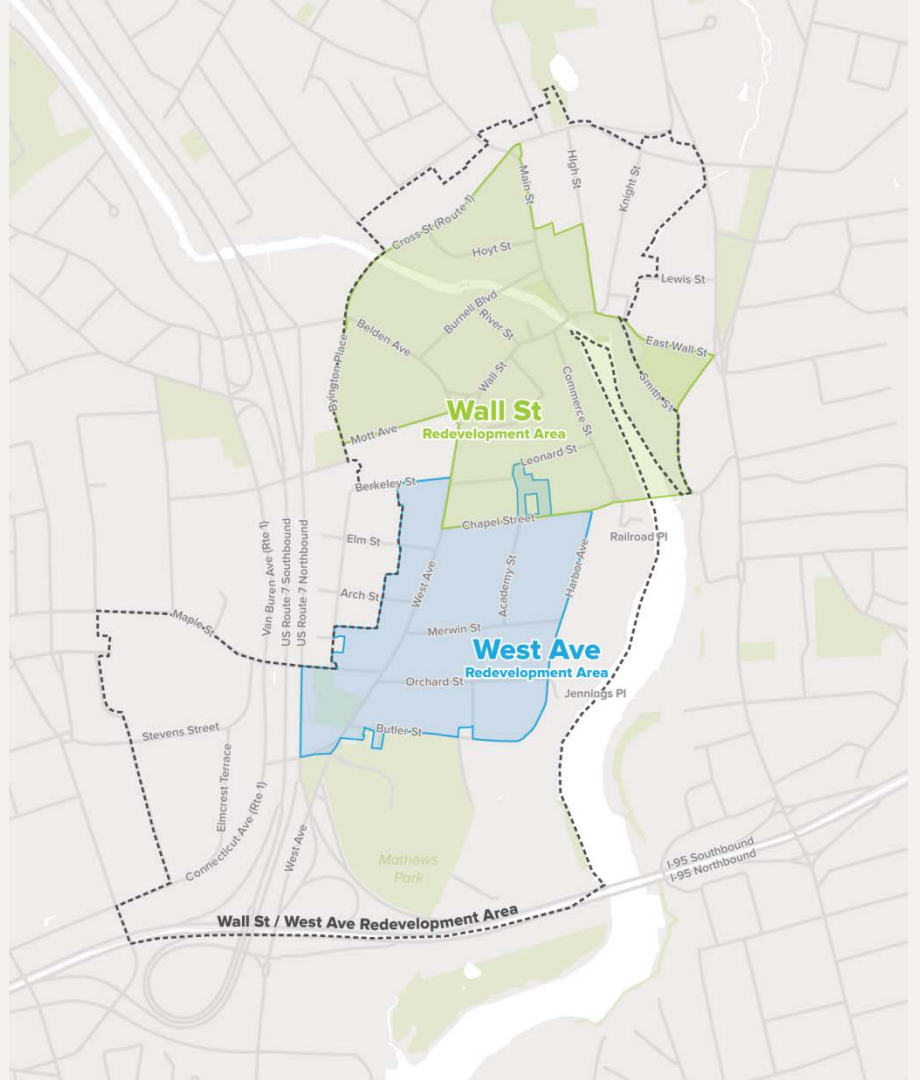 Main St
High St
Knight St
Cross St (Route 1)
Hoyt St
Lewis St
Burnell Blvd
River St
Belden Ave
East Wall St
Byington Place
Wall St
Commerce St
Smith St
Wall St
Redevelopment Area
Mott Ave
Leonard St
Berkeley St
Chapel Street
Railroad Pl
Elm St
Van Buren Ave (Rte 1)
US Route 7 Southbound
US Route 7 Northbound
West Ave
Academy St
Harbor Ave
Arch St
Maple St
Merwin St
West Ave
Redevelopment Area
Orchard St
Jennings Pl
Stevens Street
Butler St
Elmcrest Terrace
Connecticut Ave (Rte 1)
West Ave
Mathews
Park
I-95 Southbound
I-95 Northbound
Wall St / West Ave Redevelopment Area